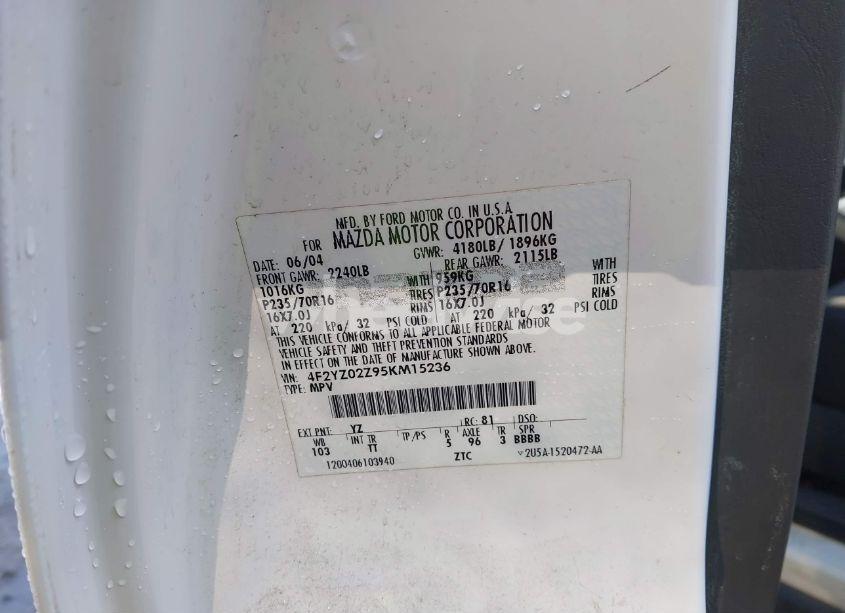 MFD. BY FORD MOTOR CO. IN U.S.A
FOR MAZDA MOTOR CORPORATION
DATE: 06/04 GVWR: 4180LB/ 1896KG
FRONT GAWR: 2240LB REAR GAWR: 2115LB
1016KG WITH 959KG WITH
P235/70R16 TIRES P235/70R16 TIRES
16X7.0J RIMS 16X7.0J RIMS
AT 220 kPa/ 32 PSI COLD AT 220 kPa/ 32 PSI COLD
THIS VEHICLE CONFORMS TO ALL APPLICABLE FEDERAL MOTOR
VEHICLE SAFETY AND THEFT PREVENTION STANDARDS
IN EFFECT ON THE DATE OF MANUFACTURE SHOWN ABOVE.
VIN: 4F2YZ02Z95KM15236
TYPE: MPV
EXT PNT: YZ RC: 81 DSO:
WB INT TR TP/PS R AXLE TR SPR
103 TT 5 96 3 BBBB
1200406103940 ZTC v2U5A-1520472-AA